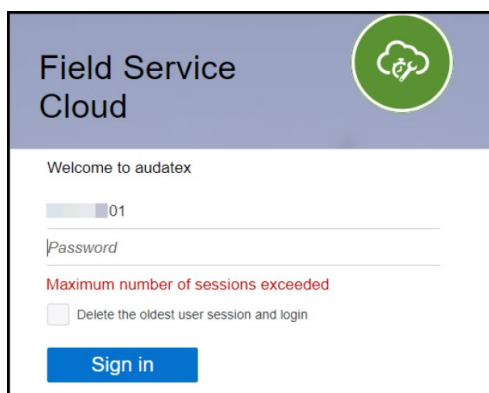 Field Service
Cloud
Welcome to audatex
01
Password
Maximum number of sessions exceeded
Delete the oldest user session and login
Sign in